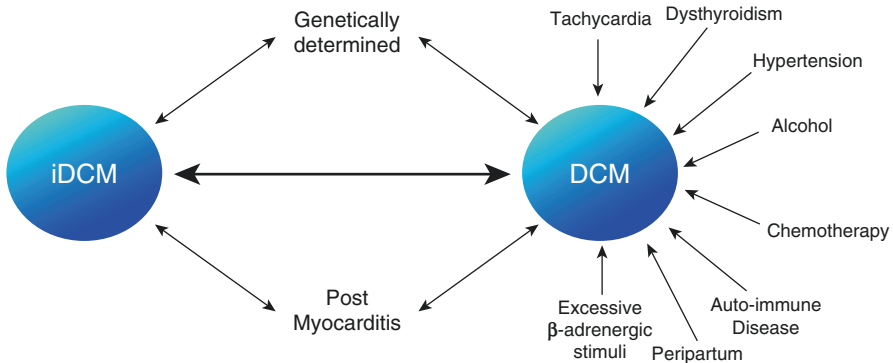 Genetically
determined
Tachycardia
Dysthyroidism
Hypertension
Alcohol
iDCM
DCM
Chemotherapy
Post
Myocarditis
Excessive
β-adrenergic
stimuli
Peripartum
Auto-immune
Disease